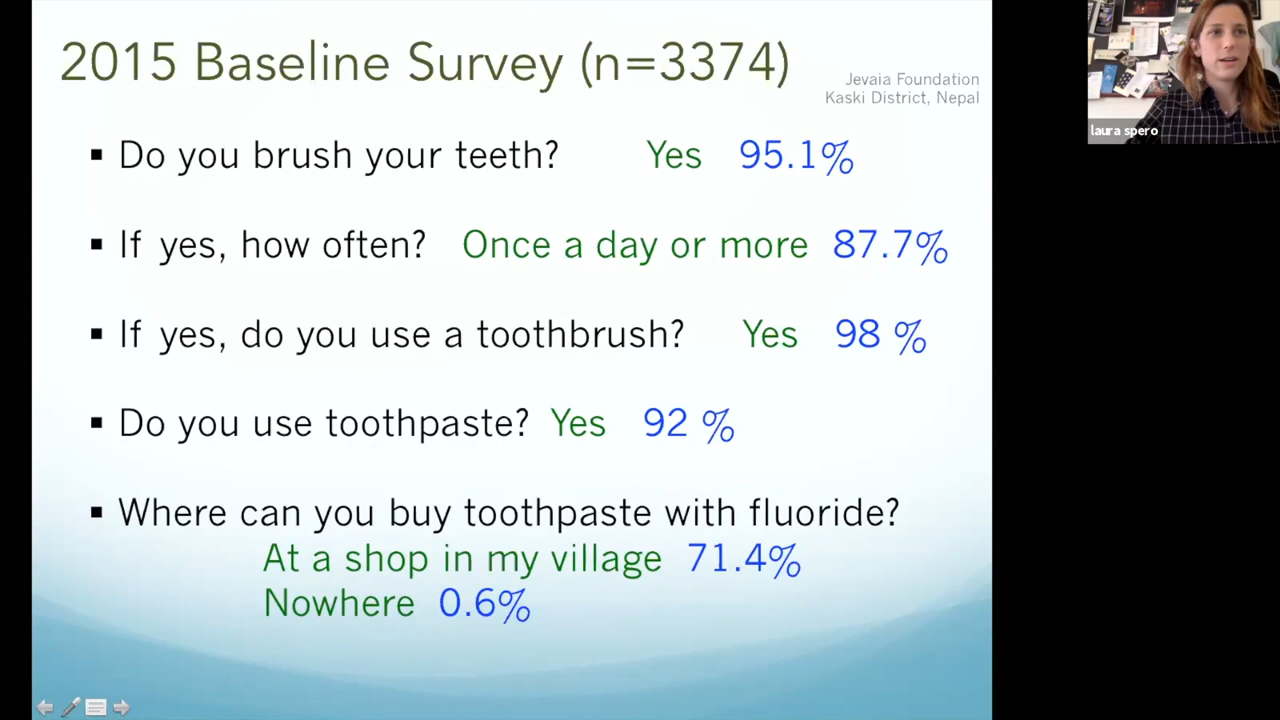 2015 Baseline Survey (n=3374)
Jevaia Foundation
Kaski District, Nepal
▪ Do you brush your teeth? Yes 95.1%
▪ If yes, how often? Once a day or more 87.7%
▪ If yes, do you use a toothbrush? Yes 98 %
▪ Do you use toothpaste? Yes 92 %
▪ Where can you buy toothpaste with fluoride?
At a shop in my village 71.4%
Nowhere 0.6%
laura spero